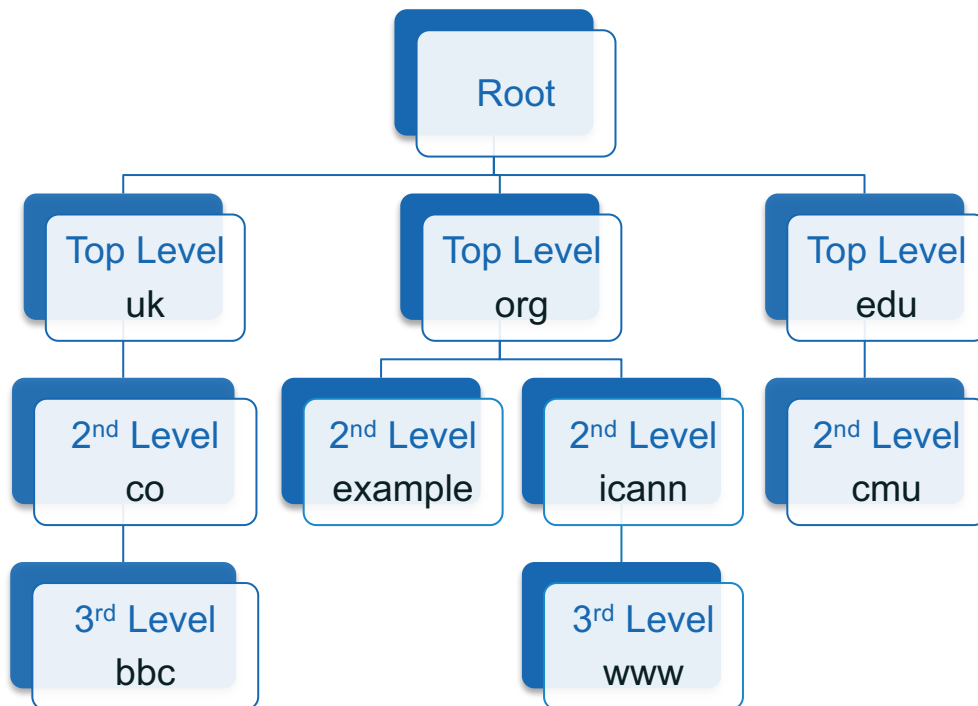 Root
Top Level
uk
Top Level
org
Top Level
edu
2nd Level
co
2nd Level
example
2nd Level
icann
2nd Level
cmu
3rd Level
bbc
3rd Level
www